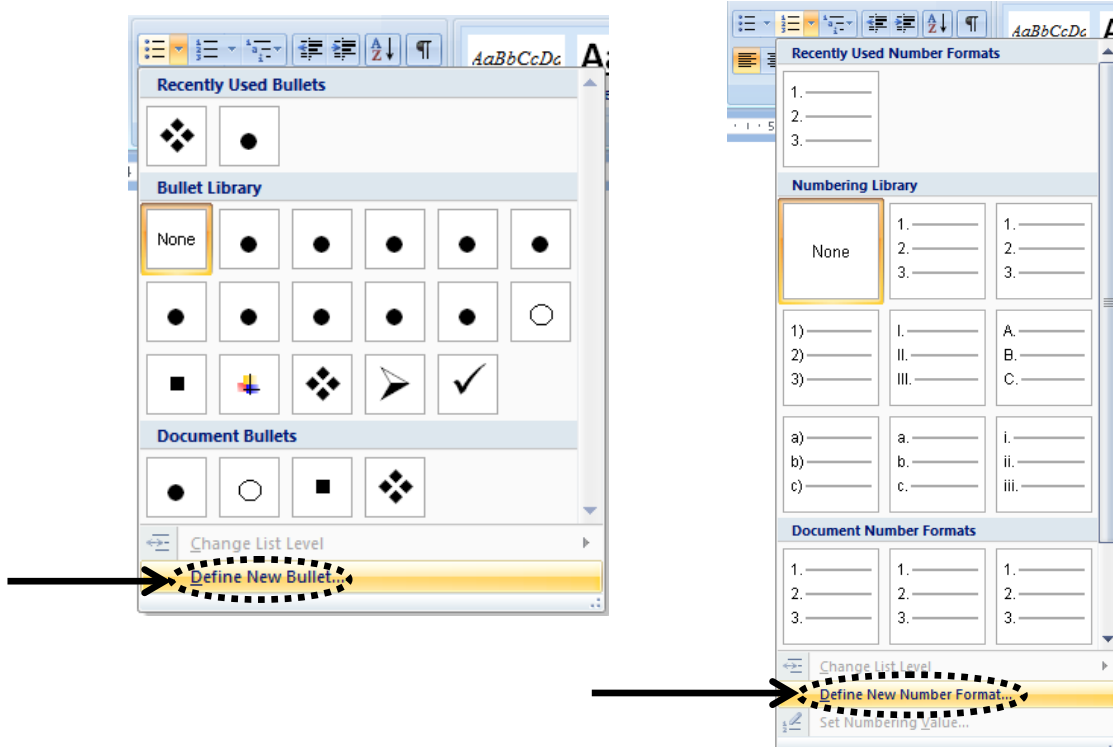 AaBbCcDc A
Recently Used Bullets
Bullet Library
None
Document Bullets
Change List Level
Define New Bullet...
AaBbCcDc A
· ı · 5
Recently Used Number Formats
1.
2.
3.
Numbering Library
None
1.
2.
3.
1.
2.
3.
1)
2)
3)
I.
II.
III.
A.
B.
C.
a)
b)
c)
a.
b.
c.
i.
ii.
iii.
Document Number Formats
1.
2.
3.
1.
2.
3.
1.
2.
3.
Change List Level
Define New Number Format...
Set Numbering Value...